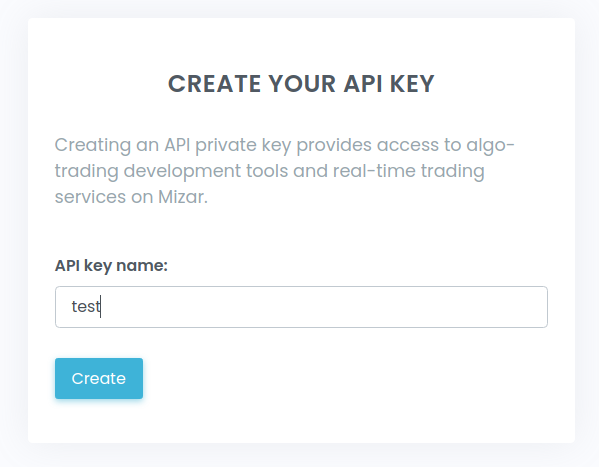 CREATE YOUR API KEY
Creating an API private key provides access to algo-
trading development tools and real-time trading
services on Mizar.
API key name:
test
Create